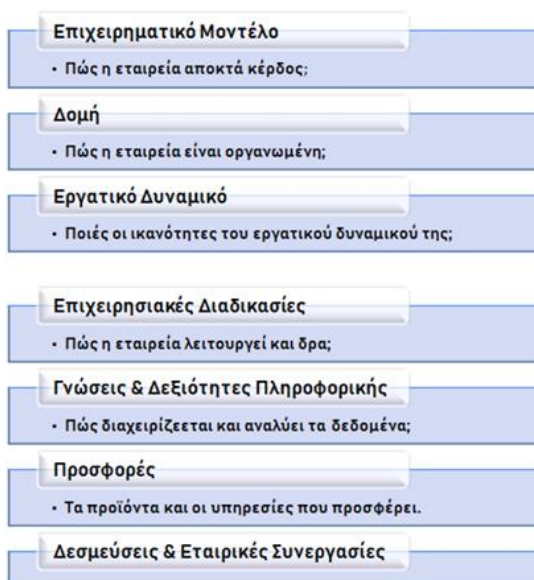 Επιχειρηματικό Μοντέλο
• Πώς η εταιρεία αποκτά κέρδος;
Δομή
• Πώς η εταιρεία είναι οργανωμένη;
Εργατικό Δυναμικό
• Ποιές οι ικανότητες του εργατικού δυναμικού της;
Επιχειρησιακές Διαδικασίες
• Πώς η εταιρεία λειτουργεί και δρα;
Γνώσεις & Δεξιότητες Πληροφορικής
• Πώς διαχειρίζεεται και αναλύει τα δεδομένα;
Προσφορές
• Τα προϊόντα και οι υπηρεσίες που προσφέρει.
Δεσμεύσεις & Εταιρικές Συνεργασίες